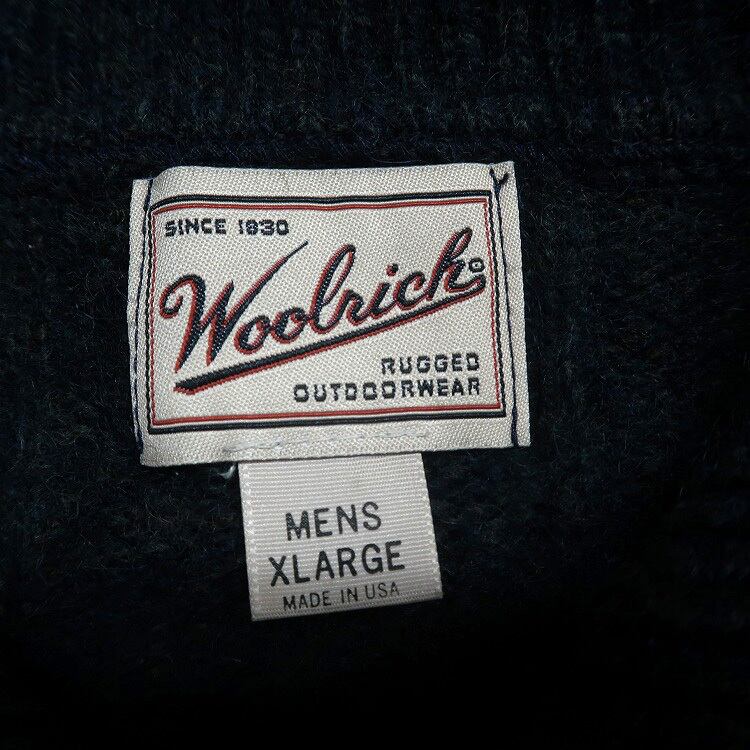 SINCE 1830
Woolrich®
RUGGED
OUTDOORWEAR
MENS
XLARGE
MADE IN USA